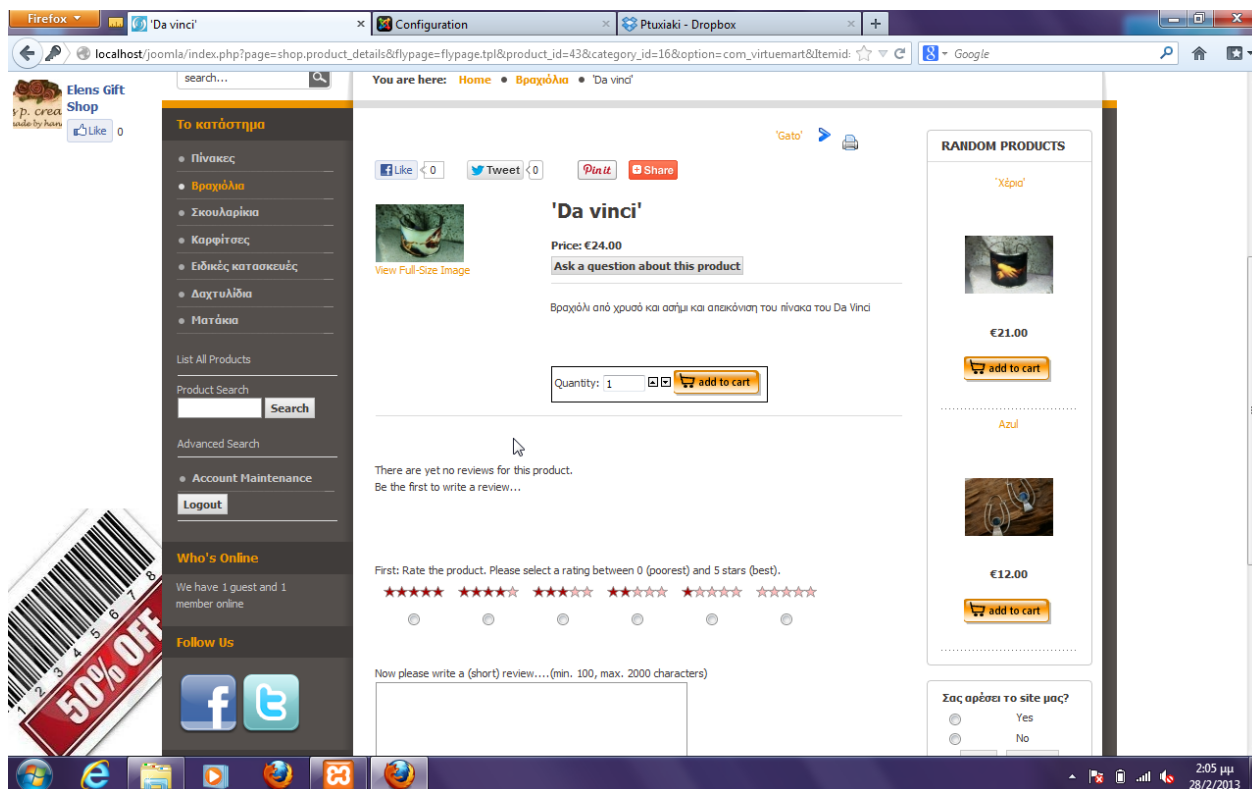 Firefox
'Da vinci'
Configuration
Ptuxiaki - Dropbox
localhost/joomla/index.php?page=shop.product_details&flypage=flypage.tpl&product_id=43&category_id=16&option=com_virtuemart&Itemid:
Google
Elens Gift
Shop
Like 0
search...
You are here: Home ● Βραχιόλια ● 'Da vinci'
Το κατάστημα
Πίνακες
Βραχιόλια
Σκουλαρίκια
Καρφίτσες
Ειδικές κατασκευές
Δαχτυλίδια
Ματάκια
List All Products
Product Search
Search
Advanced Search
Account Maintenance
Logout
Who's Online
We have 1 guest and 1
member online
Follow Us
50% OFF
'Gato'
Like 0 Tweet 0 Pin it Share
'Da vinci'
Price: €24.00
View Full-Size Image
Ask a question about this product
Βραχιόλι από χρυσό και ασήμι και απεικόνιση του πίνακα του Da Vinci
Quantity: 1 add to cart
There are yet no reviews for this product.
Be the first to write a review...
First: Rate the product. Please select a rating between 0 (poorest) and 5 stars (best).
Now please write a (short) review....(min. 100, max. 2000 characters)
RANDOM PRODUCTS
'Χέρια'
€21.00
add to cart
Azul
€12.00
add to cart
Σας αρέσει το site μας?
Yes
No
2:05 μμ
28/2/2013